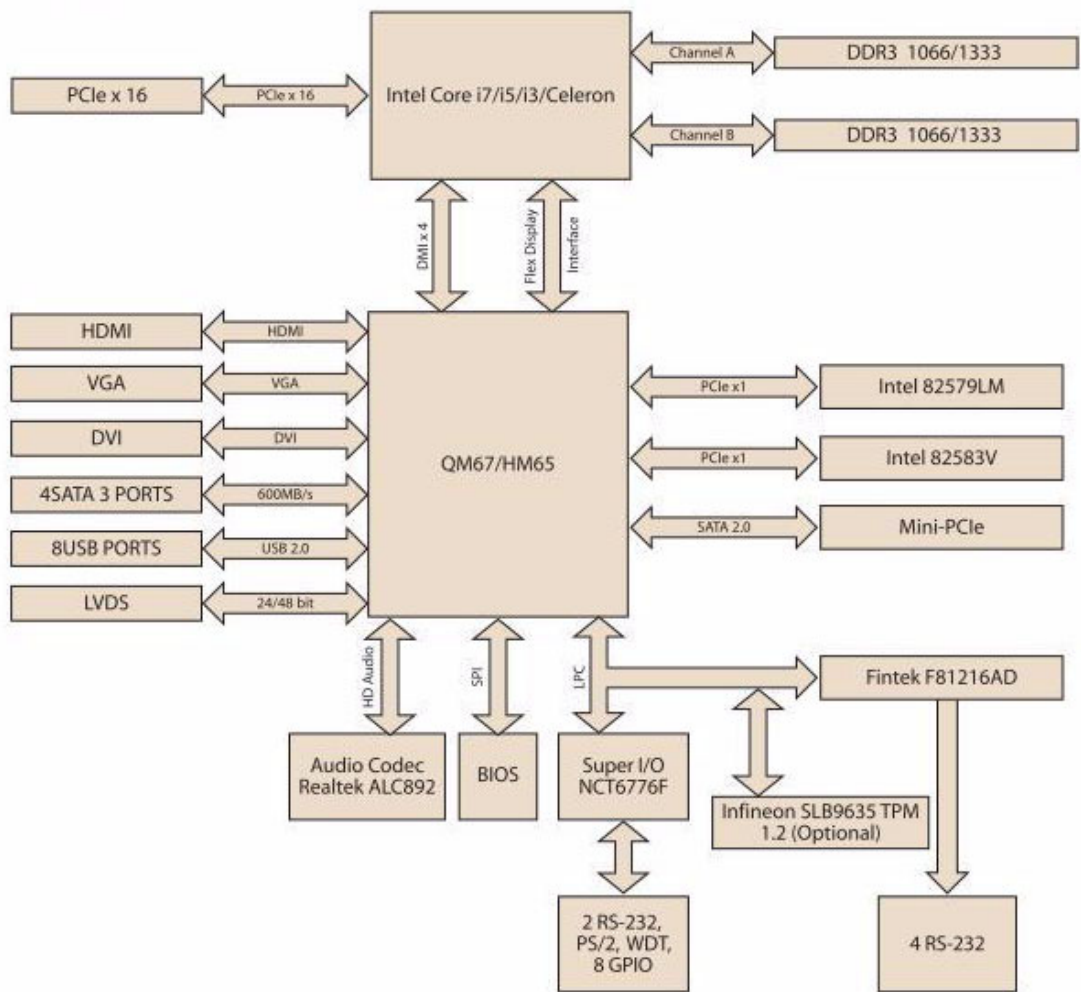 Intel Core i7/i5/i3/Celeron
PCIe x 16
PCIe x 16
Channel A
DDR3 1066/1333
Channel B
DDR3 1066/1333
DMI x 4
Flex Display
Interface
QM67/HM65
HDMI
HDMI
VGA
VGA
DVI
DVI
4SATA 3 PORTS
600MB/s
8USB PORTS
USB 2.0
LVDS
24/48 bit
PCIe x1
Intel 82579LM
PCIe x1
Intel 82583V
SATA 2.0
Mini-PCIe
HD Audio
SPI
LPC
Fintek F81216AD
Audio Codec
Realtek ALC892
BIOS
Super I/O
NCT6776F
Infineon SLB9635 TPM
1.2 (Optional)
2 RS-232,
PS/2, WDT,
8 GPIO
4 RS-232